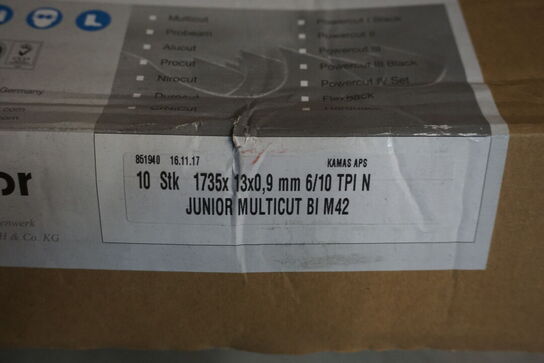 Multicut
Powercut I Black
Probeam
Powercut II
Alucut
Powercut III
Procut
Powercut III Black
Nirocut
Powercut IV Set
Flexback
Germany
com
or
enwerk
H & Co. KG
851940 16.11.17 KAMAS APS
10 Stk 1735x 13x0,9 mm 6/10 TPI N
JUNIOR MULTICUT BI M42